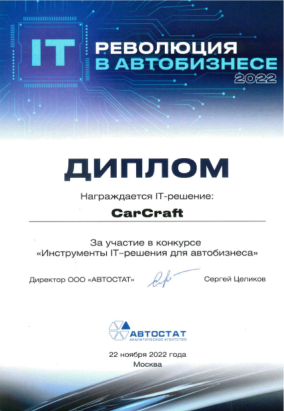 IT РЕВОЛЮЦИЯ
В АВТОБИЗНЕСЕ
2022
ДИПЛОМ
Награждается IT-решение:
CarCraft
За участие в конкурсе
«Инструменты IT-решения для автобизнеса»
Директор ООО «АВТОСТАТ» Сергей Целиков
АВТОСТАТ
АНАЛИТИЧЕСКОЕ АГЕНТСТВО
22 ноября 2022 года
Москва